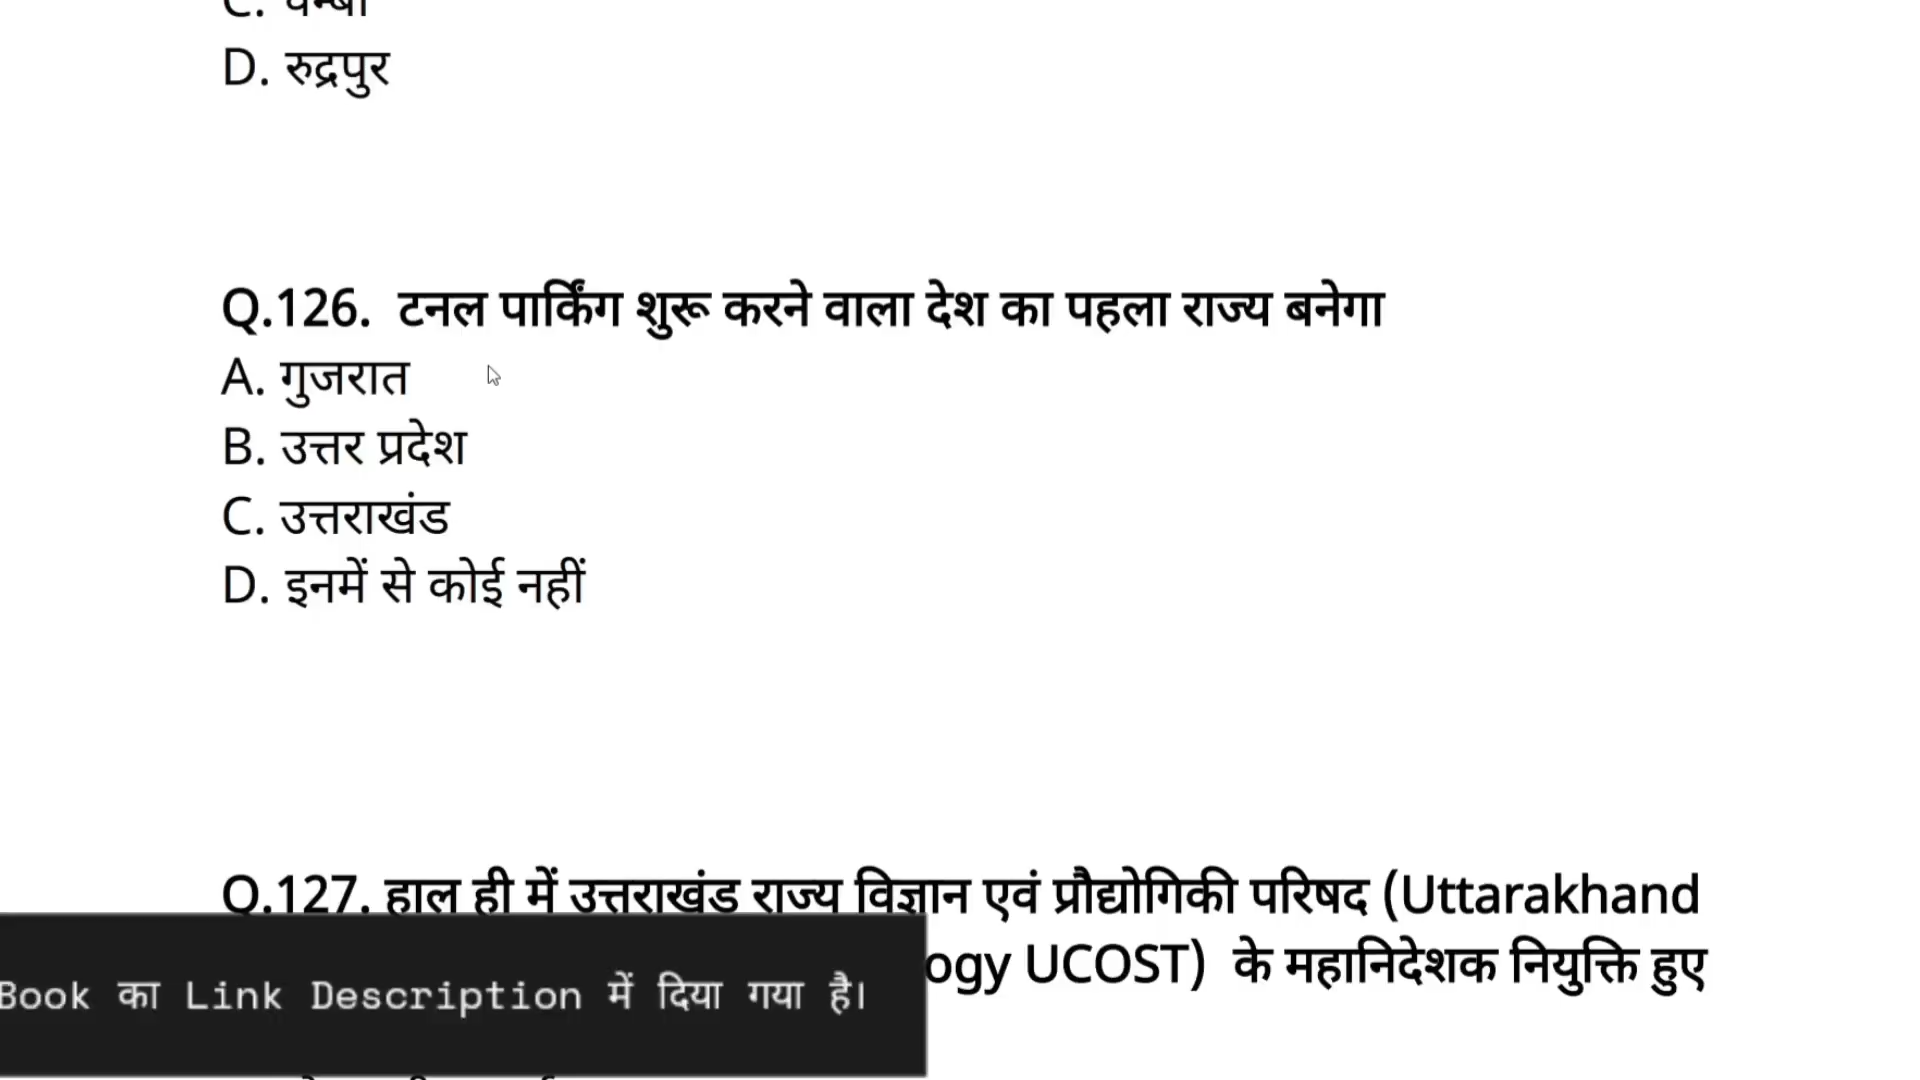 D. रुद्रपुर
Q.126. टनल पार्किंग शुरू करने वाला देश का पहला राज्य बनेगा
A. गुजरात
B. उत्तर प्रदेश
C. उत्तराखंड
D. इनमें से कोई नहीं
Q.127. हाल ही में उत्तराखंड राज्य विज्ञान एवं प्रौद्योगिकी परिषद (Uttarakhand
ogy UCOST) के महानिदेशक नियुक्ति हुए
Book का Link Description में दिया गया है।